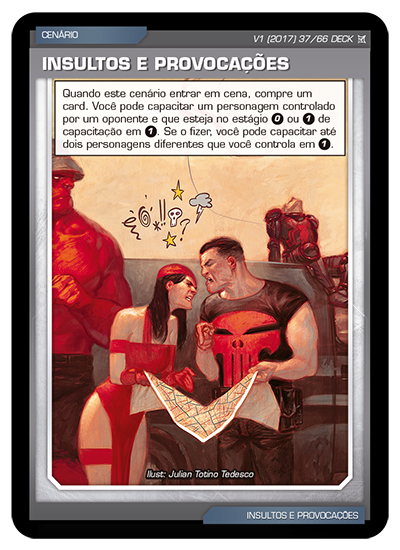 CENÁRIO
V1 (2017) 37/66 DECK
INSULTOS E PROVOCAÇÕES
Quando este cenário entrar em cena, compre um
card. Você pode capacitar um personagem controlado
por um oponente e que esteja no estágio 0 ou 1 de
capacitação em 1. Se o fizer, você pode capacitar até
dois personagens diferentes que você controla em 1.
Ilust: Julian Totino Tedesco
INSULTOS E PROVOCAÇÕES